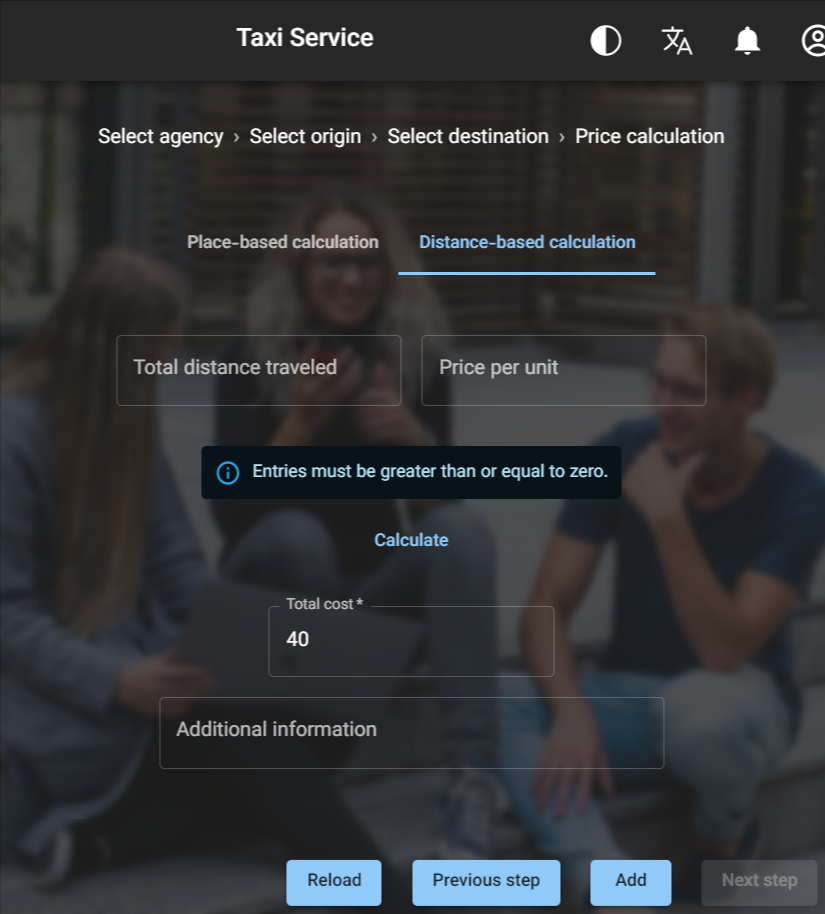 Taxi Service
Select agency › Select origin › Select destination › Price calculation
Place-based calculation Distance-based calculation
Total distance traveled Price per unit
Entries must be greater than or equal to zero.
Calculate
Total cost *
40
Additional information
Reload Previous step Add Next step